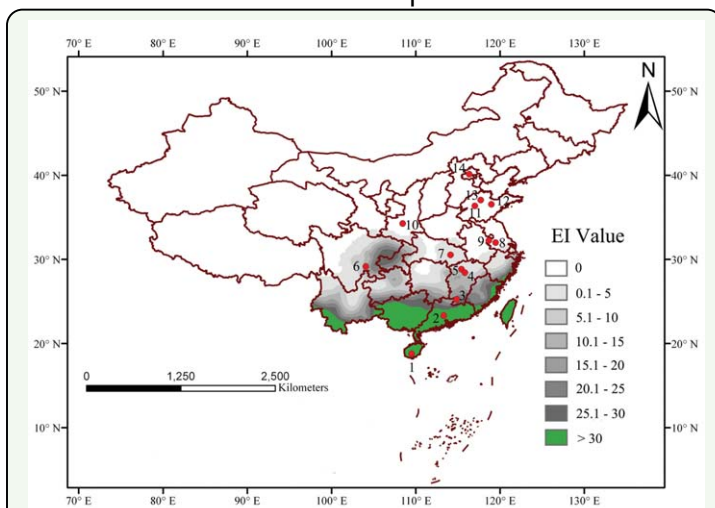 70° E 80° E 90° E 100° E 110° E 120° E 130° E
N
50° N 50° N
40° N 40° N
30° N 30° N
20° N 20° N
10° N 10° N
14
13
12
11
10
9 8
7
6
5
4
3
2
1
EI Value
0
0.1 - 5
5.1 - 10
10.1 - 15
15.1 - 20
20.1 - 25
25.1 - 30
> 30
0 1,250 2,500
Kilometers
70° E 80° E 90° E 100° E 110° E 120° E 130° E